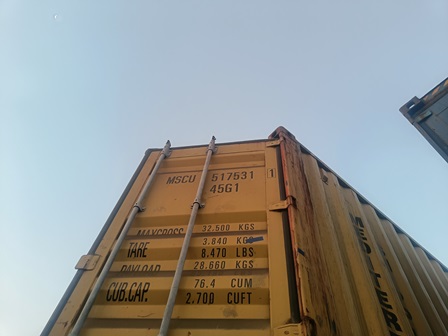 MSCU 517531 1
45G1
MAXGROSS 32.500 KGS
TARE 3.840 KGS
8.470 LBS
PAYLOAD 28.660 KGS
CUB.CAP. 76.4 CUM
2.700 CUFT
MEDITER